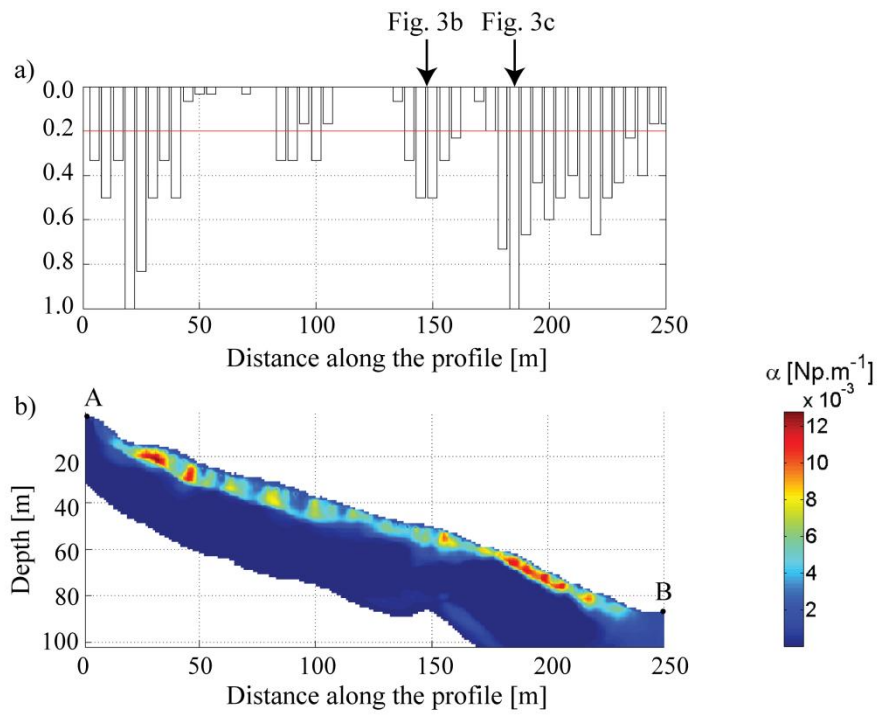 Fig. 3b Fig. 3c
a)
0.0
0.2
0.4
0.6
0.8
1.0
0 50 100 150 200 250
Distance along the profile [m]
b)
A
B
20
40
60
80
100
Depth [m]
0 50 100 150 200 250
Distance along the profile [m]
α [Np.m⁻¹]
x 10⁻³
12
10
8
6
4
2